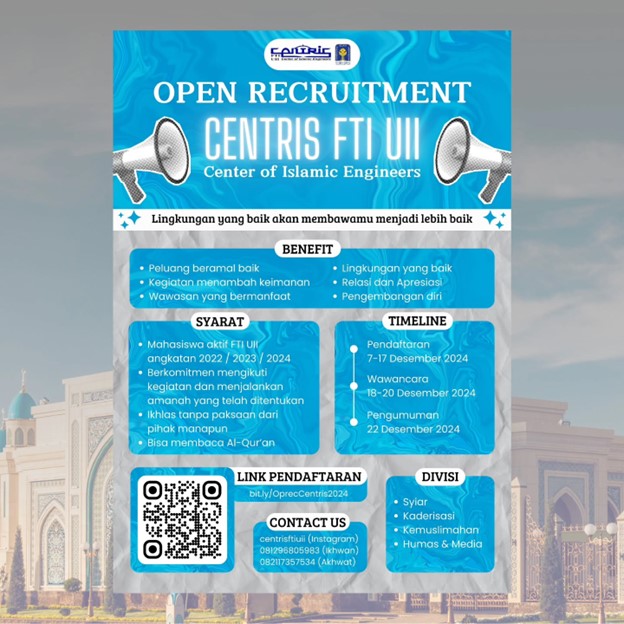 CENTRIS
Center of Islamic Engineers
OPEN RECRUITMENT
CENTRIS FTI UII
Center of Islamic Engineers
Lingkungan yang baik akan membawamu menjadi lebih baik
BENEFIT
• Peluang beramal baik
• Kegiatan menambah keimanan
• Wawasan yang bermanfaat
• Lingkungan yang baik
• Relasi dan Apresiasi
• Pengembangan diri
SYARAT
• Mahasiswa aktif FTI UII
angkatan 2022 / 2023 / 2024
• Berkomitmen mengikuti
kegiatan dan menjalankan
amanah yang telah ditentukan
• Ikhlas tanpa paksaan dari
pihak manapun
• Bisa membaca Al-Qur'an
TIMELINE
Pendaftaran
7-17 Desember 2024
Wawancara
18-20 Desember 2024
Pengumuman
22 Desember 2024
LINK PENDAFTARAN
bit.ly/OprecCentris2024
CONTACT US
centrisftiuii (Instagram)
081296805983 (Ikhwan)
082117357534 (Akhwat)
DIVISI
• Syiar
• Kaderisasi
• Kemuslimahan
• Humas & Media